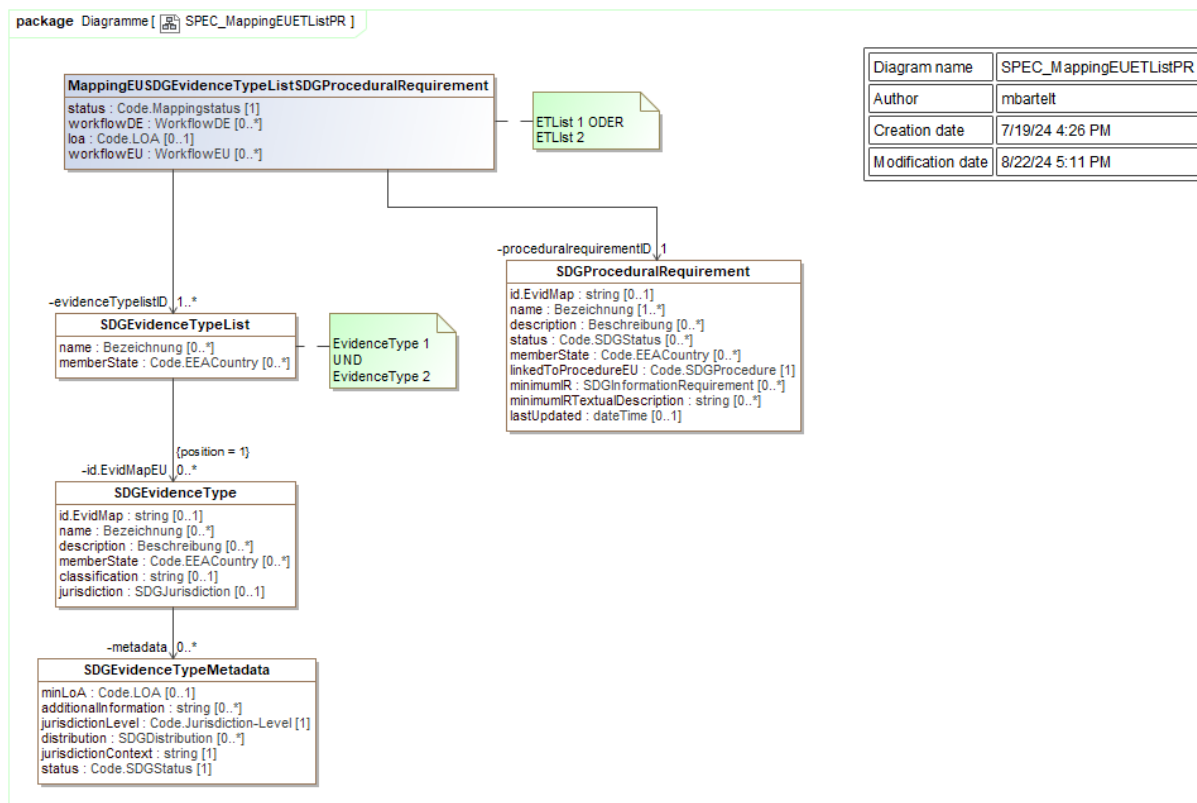 package Diagramme [ SPEC_MappingEUETListPR ]
Diagram name SPEC_MappingEUETListPR
Author mbartelt
Creation date 7/19/24 4:26 PM
Modification date 8/22/24 5:11 PM
MappingEUSDGEvidenceTypeListSDGProceduralRequirement
status : Code.Mappingstatus [1]
workflowDE : WorkflowDE [0..*]
loa : Code.LOA [0..1]
workflowEU : WorkflowEU [0..*]
ETList 1 ODER
ETLIst 2
-proceduralrequirementID 1
SDGProceduralRequirement
id.EvidMap : string [0..1]
name : Bezeichnung [1..*]
description : Beschreibung [0..*]
status : Code.SDGStatus [0..*]
memberState : Code.EEACountry [0..*]
linkedToProcedureEU : Code.SDGProcedure [1]
minimumIR : SDGInformationRequirement [0..*]
minimumIRTextualDescription : string [0..*]
lastUpdated : dateTime [0..1]
-evidenceTypelistID 1..*
SDGEvidenceTypeList
name : Bezeichnung [0..*]
memberState : Code.EEACountry [0..*]
EvidenceType 1
UND
EvidenceType 2
{position = 1}
-id.EvidMapEU 0..*
SDGEvidenceType
id.EvidMap : string [0..1]
name : Bezeichnung [0..*]
description : Beschreibung [0..*]
memberState : Code.EEACountry [0..*]
classification : string [0..1]
jurisdiction : SDGJurisdiction [0..1]
-metadata 0..*
SDGEvidenceTypeMetadata
minLoA : Code.LOA [0..1]
additionalInformation : string [0..*]
jurisdictionLevel : Code.Jurisdiction-Level [1]
distribution : SDGDistribution [0..*]
jurisdictionContext : string [1]
status : Code.SDGStatus [1]